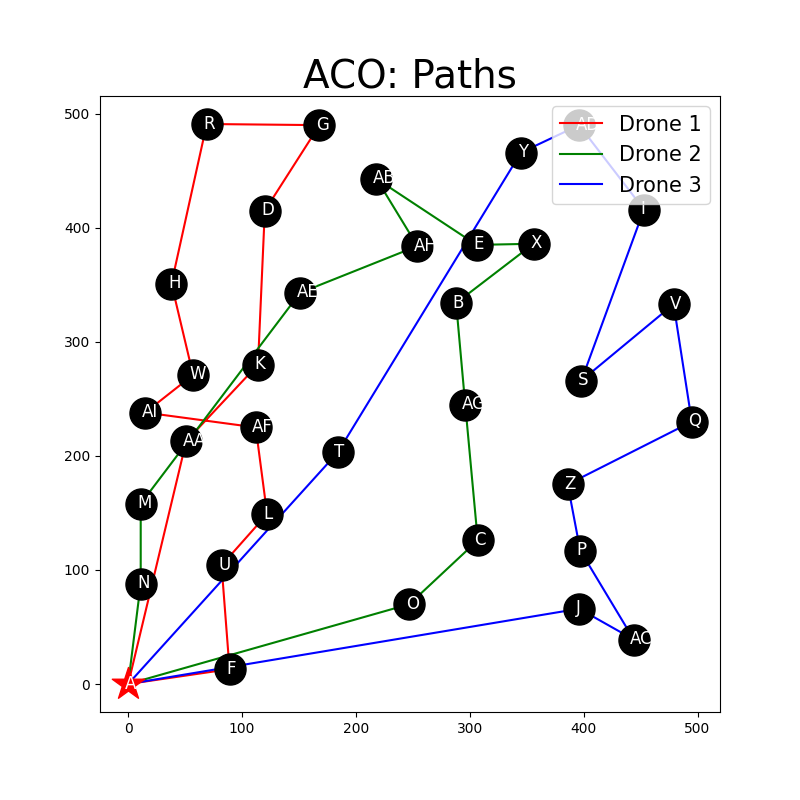 ACO: Paths
500
400
300
200
100
0
0
100
200
300
400
500
Drone 1
Drone 2
Drone 3
R
G
AD
Y
AB
D
I
AH
E
X
H
AE
B
V
K
W
S
AI
AG
AF
Q
AA
T
Z
M
L
C
P
U
N
O
J
AC
F
A